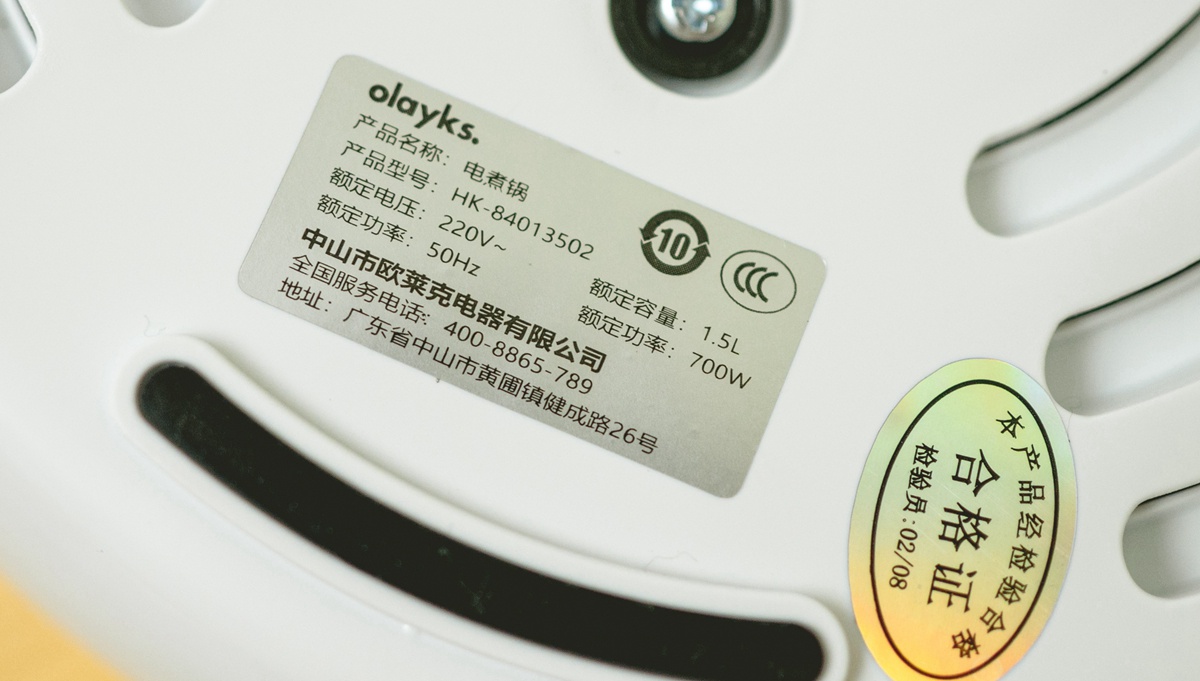 olayks.
产品名称：电煮锅
产品型号：HK-84013502
额定电压：220V~
额定功率：50Hz
10
CCC
额定容量：1.5L
额定功率：700W
中山市欧莱克电器有限公司
全国服务电话：400-8865-789
地址：广东省中山市黄圃镇健成路26号
本产品经检验合格
合格证
检验员：02/08